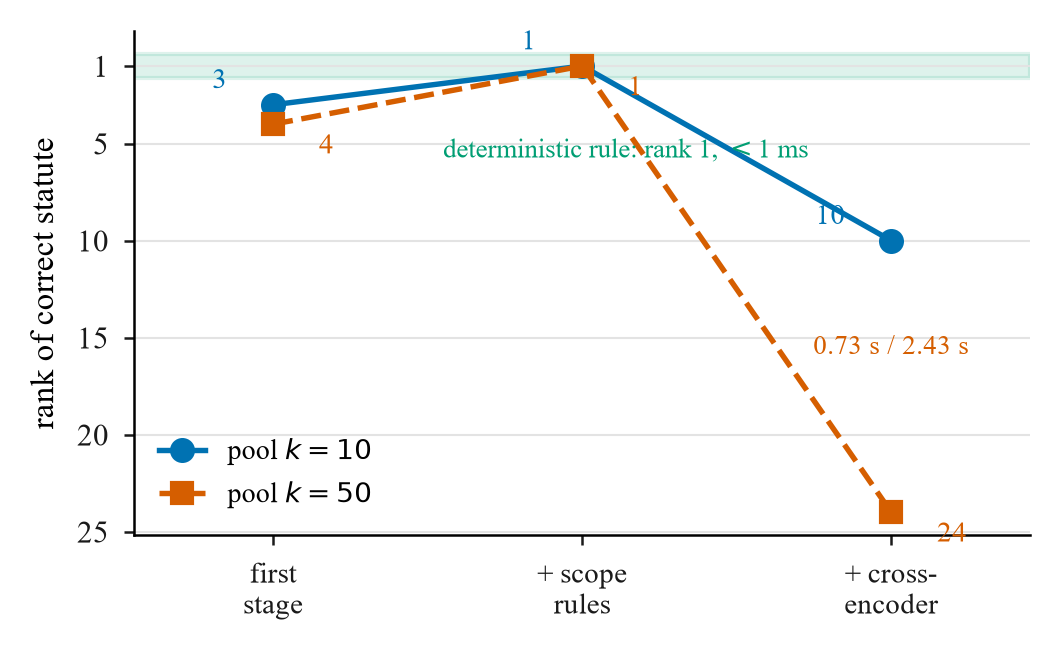 1
3
1
1
4
5
deterministic rule: rank 1, < 1 ms
10
10
15
0.73 s / 2.43 s
20
pool k = 10
pool k = 50
25
24
rank of correct statute
first
stage
+ scope
rules
+ cross-
encoder